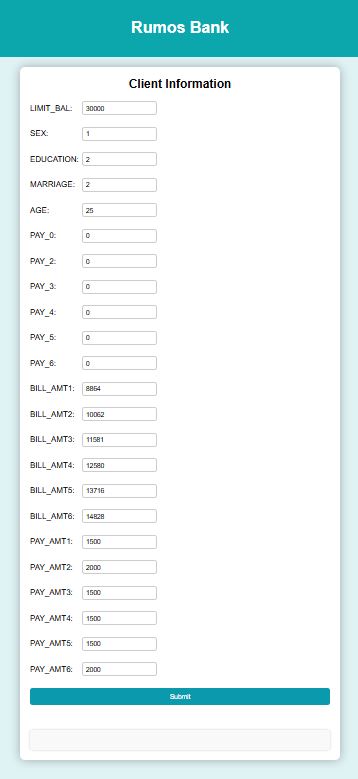 Rumos Bank
Client Information
LIMIT_BAL: 30000
SEX: 1
EDUCATION: 2
MARRIAGE: 2
AGE: 25
PAY_0: 0
PAY_2: 0
PAY_3: 0
PAY_4: 0
PAY_5: 0
PAY_6: 0
BILL_AMT1: 8864
BILL_AMT2: 10062
BILL_AMT3: 11581
BILL_AMT4: 12580
BILL_AMT5: 13716
BILL_AMT6: 14828
PAY_AMT1: 1500
PAY_AMT2: 2000
PAY_AMT3: 1500
PAY_AMT4: 1500
PAY_AMT5: 1500
PAY_AMT6: 2000
Submit